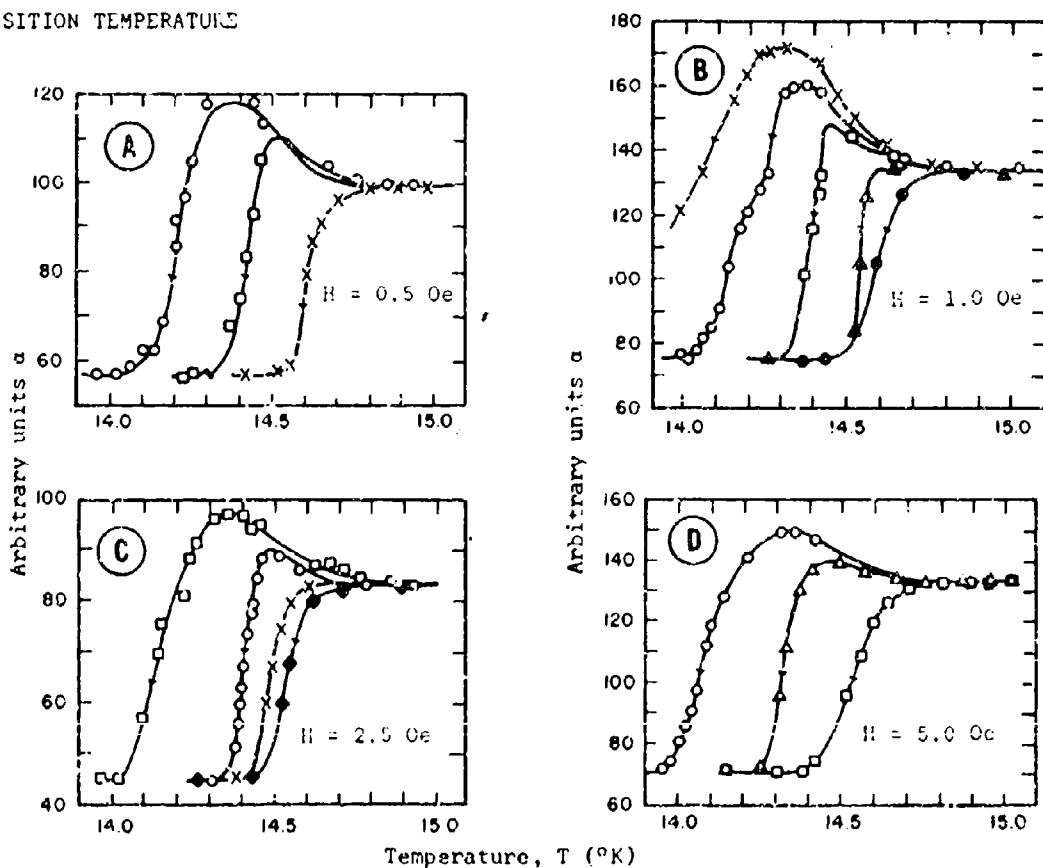 SITION TEMPERATURE
A
120
100
80
60
H = 0.5 Oe
14.0 14.5 15.0
B
180
160
140
120
100
80
60
H = 1.0 Oe
14.0 14.5 15.0
Arbitrary units α
Arbitrary units α
C
100
80
60
40
H = 2.5 Oe
14.0 14.5 15.0
D
160
140
120
100
80
60
H = 5.0 Oe
14.0 14.5 15.0
Temperature, T (°K)